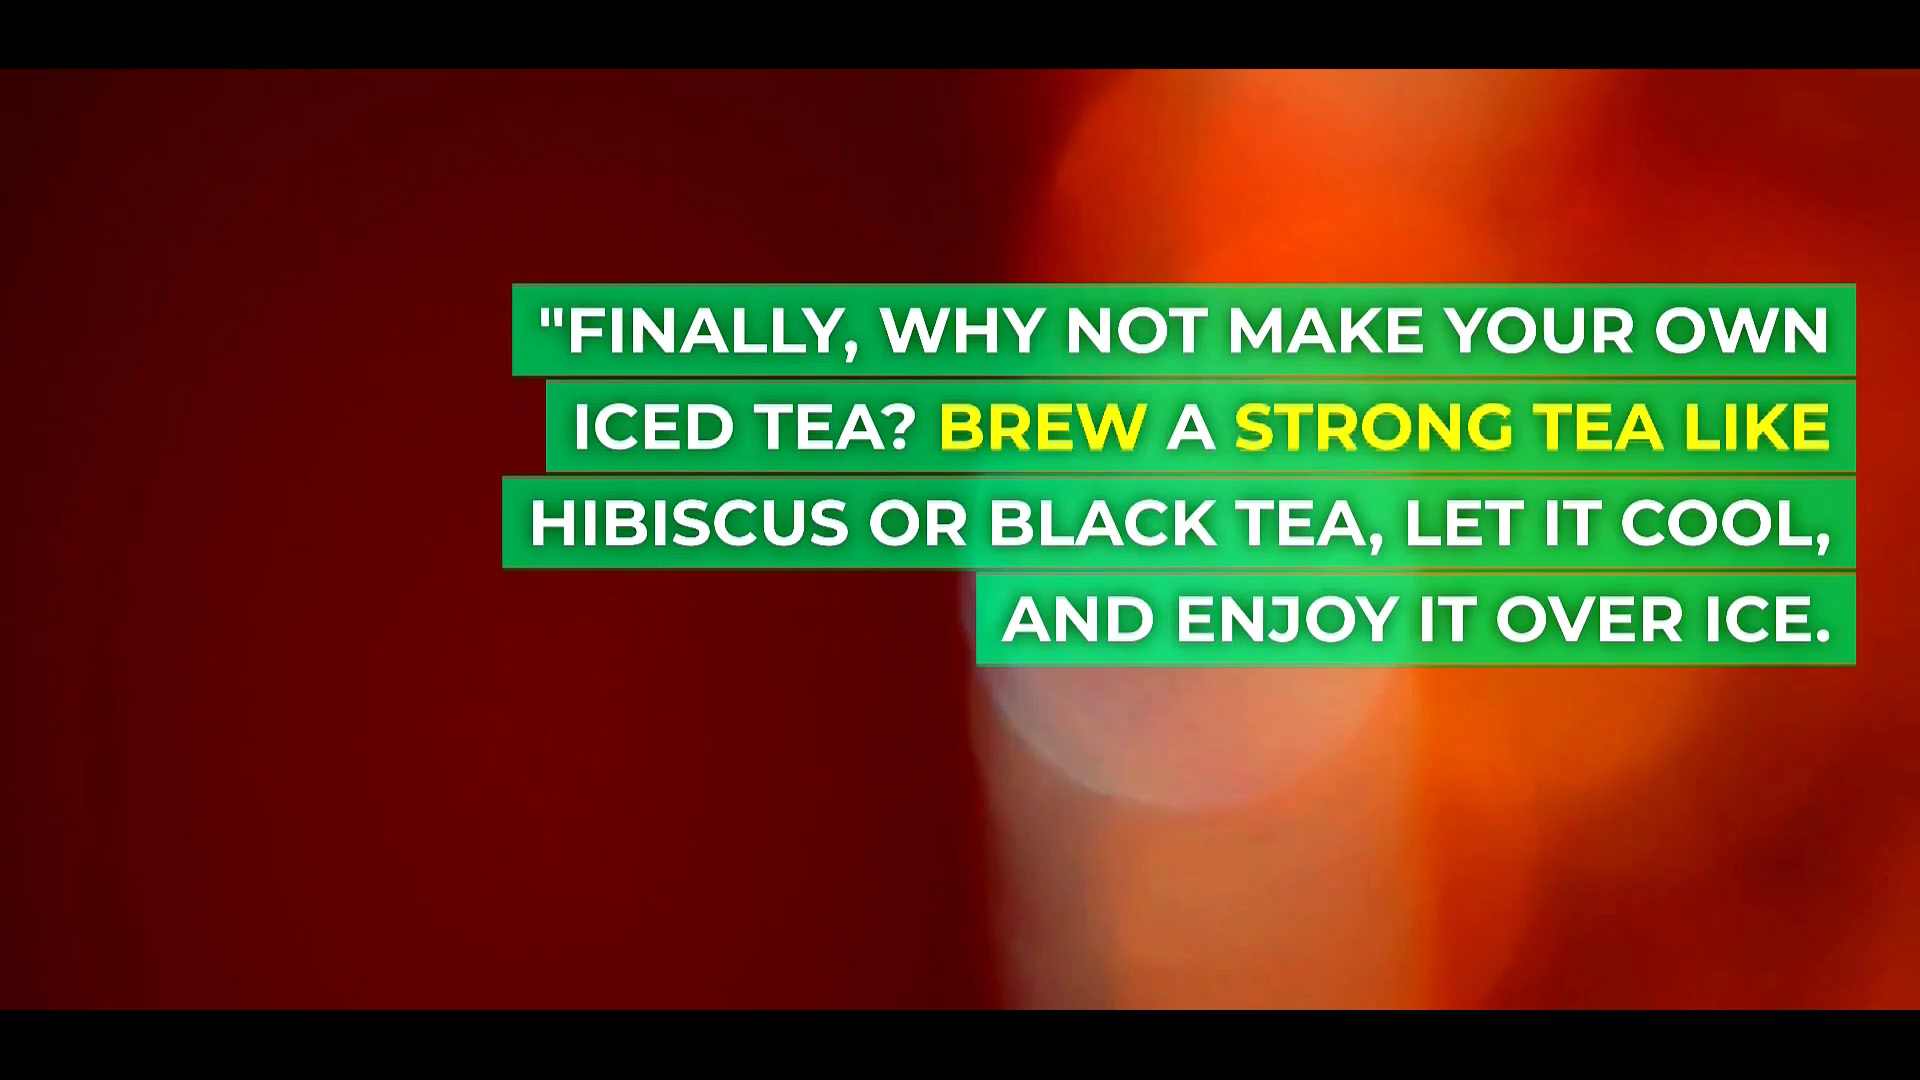 "FINALLY, WHY NOT MAKE YOUR OWN
ICED TEA? BREW A STRONG TEA LIKE
HIBISCUS OR BLACK TEA, LET IT COOL,
AND ENJOY IT OVER ICE.